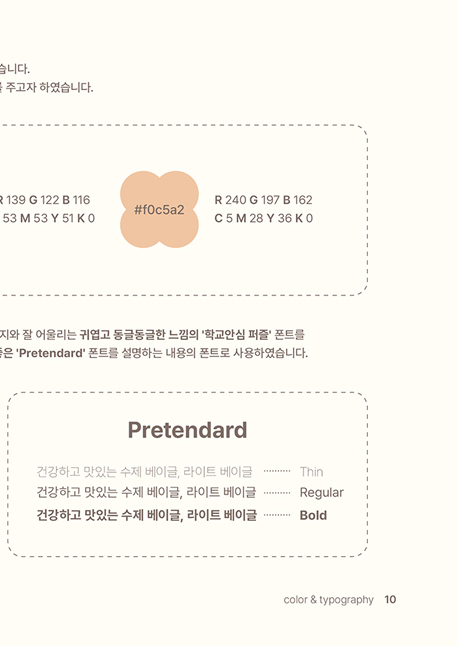 습니다.
를 주고자 하였습니다.
R 139 G 122 B 116
53 M 53 Y 51 K 0
#f0c5a2
R 240 G 197 B 162
C 5 M 28 Y 36 K 0
지와 잘 어울리는 귀엽고 동글동글한 느낌의 '학교안심 퍼즐' 폰트를
좋은 'Pretendard' 폰트를 설명하는 내용의 폰트로 사용하였습니다.
Pretendard
건강하고 맛있는 수제 베이글, 라이트 베이글 ·········· Thin
건강하고 맛있는 수제 베이글, 라이트 베이글 ·········· Regular
건강하고 맛있는 수제 베이글, 라이트 베이글 ·········· Bold
color & typography 10